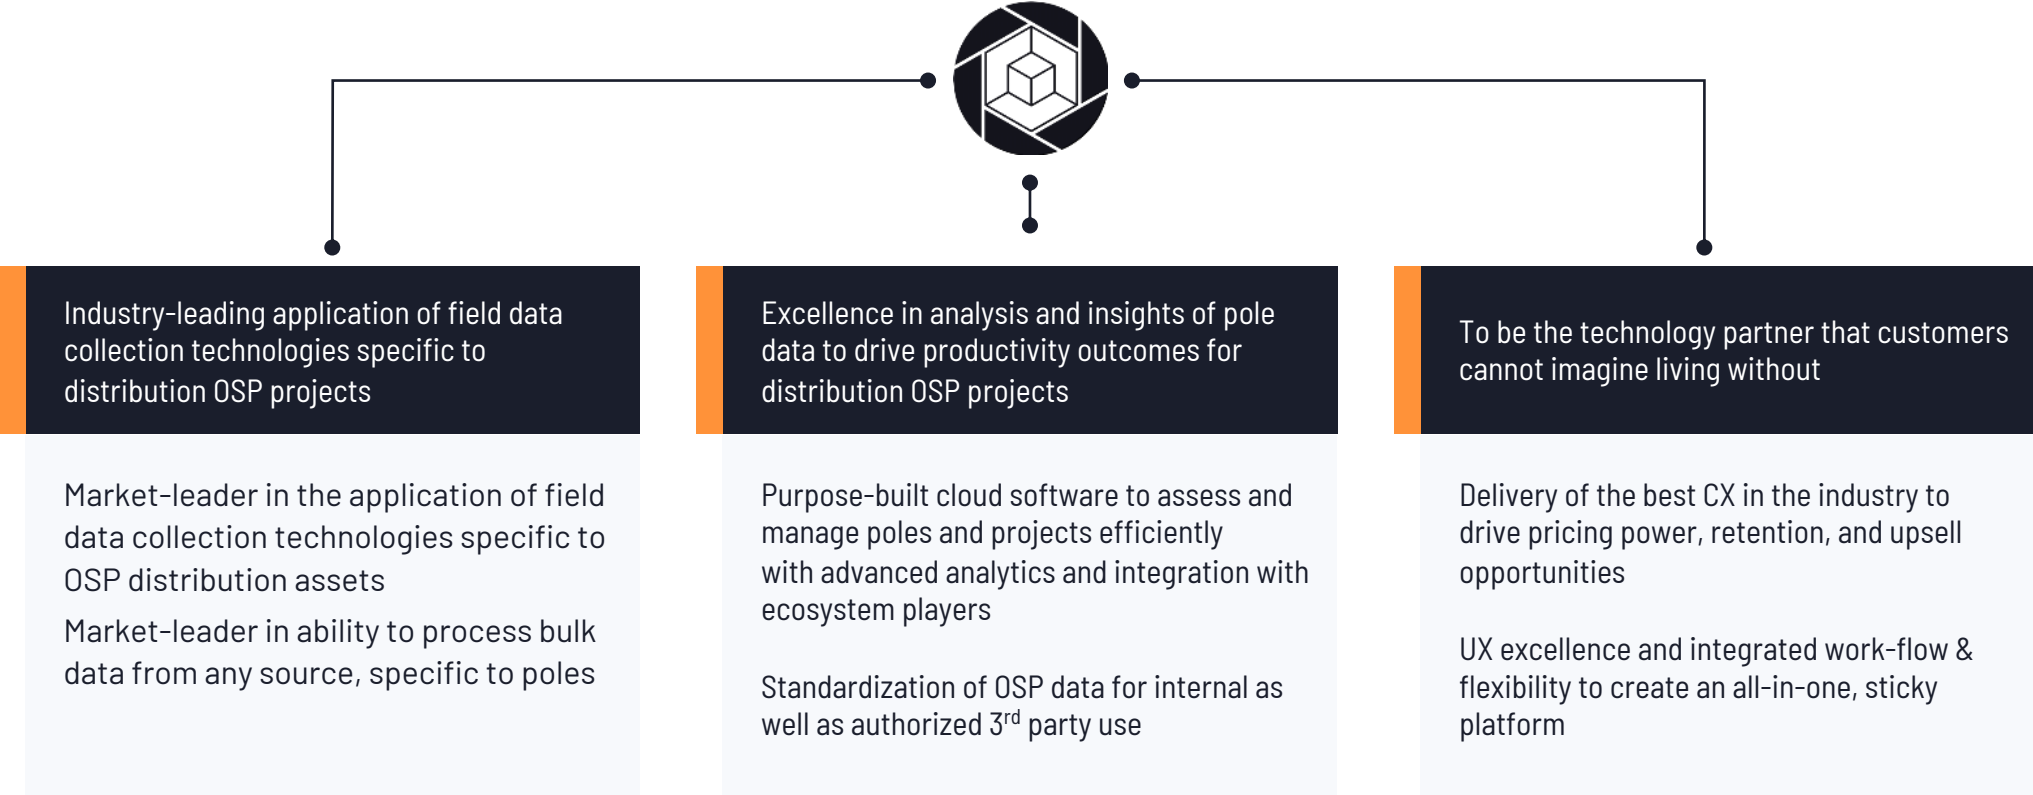 Industry-leading application of field data
collection technologies specific to
distribution OSP projects
Market-leader in the application of field
data collection technologies specific to
OSP distribution assets
Market-leader in ability to process bulk
data from any source, specific to poles
Excellence in analysis and insights of pole
data to drive productivity outcomes for
distribution OSP projects
Purpose-built cloud software to assess and
manage poles and projects efficiently
with advanced analytics and integration with
ecosystem players
Standardization of OSP data for internal as
well as authorized 3rd party use
To be the technology partner that customers
cannot imagine living without
Delivery of the best CX in the industry to
drive pricing power, retention, and upsell
opportunities
UX excellence and integrated work-flow &
flexibility to create an all-in-one, sticky
platform